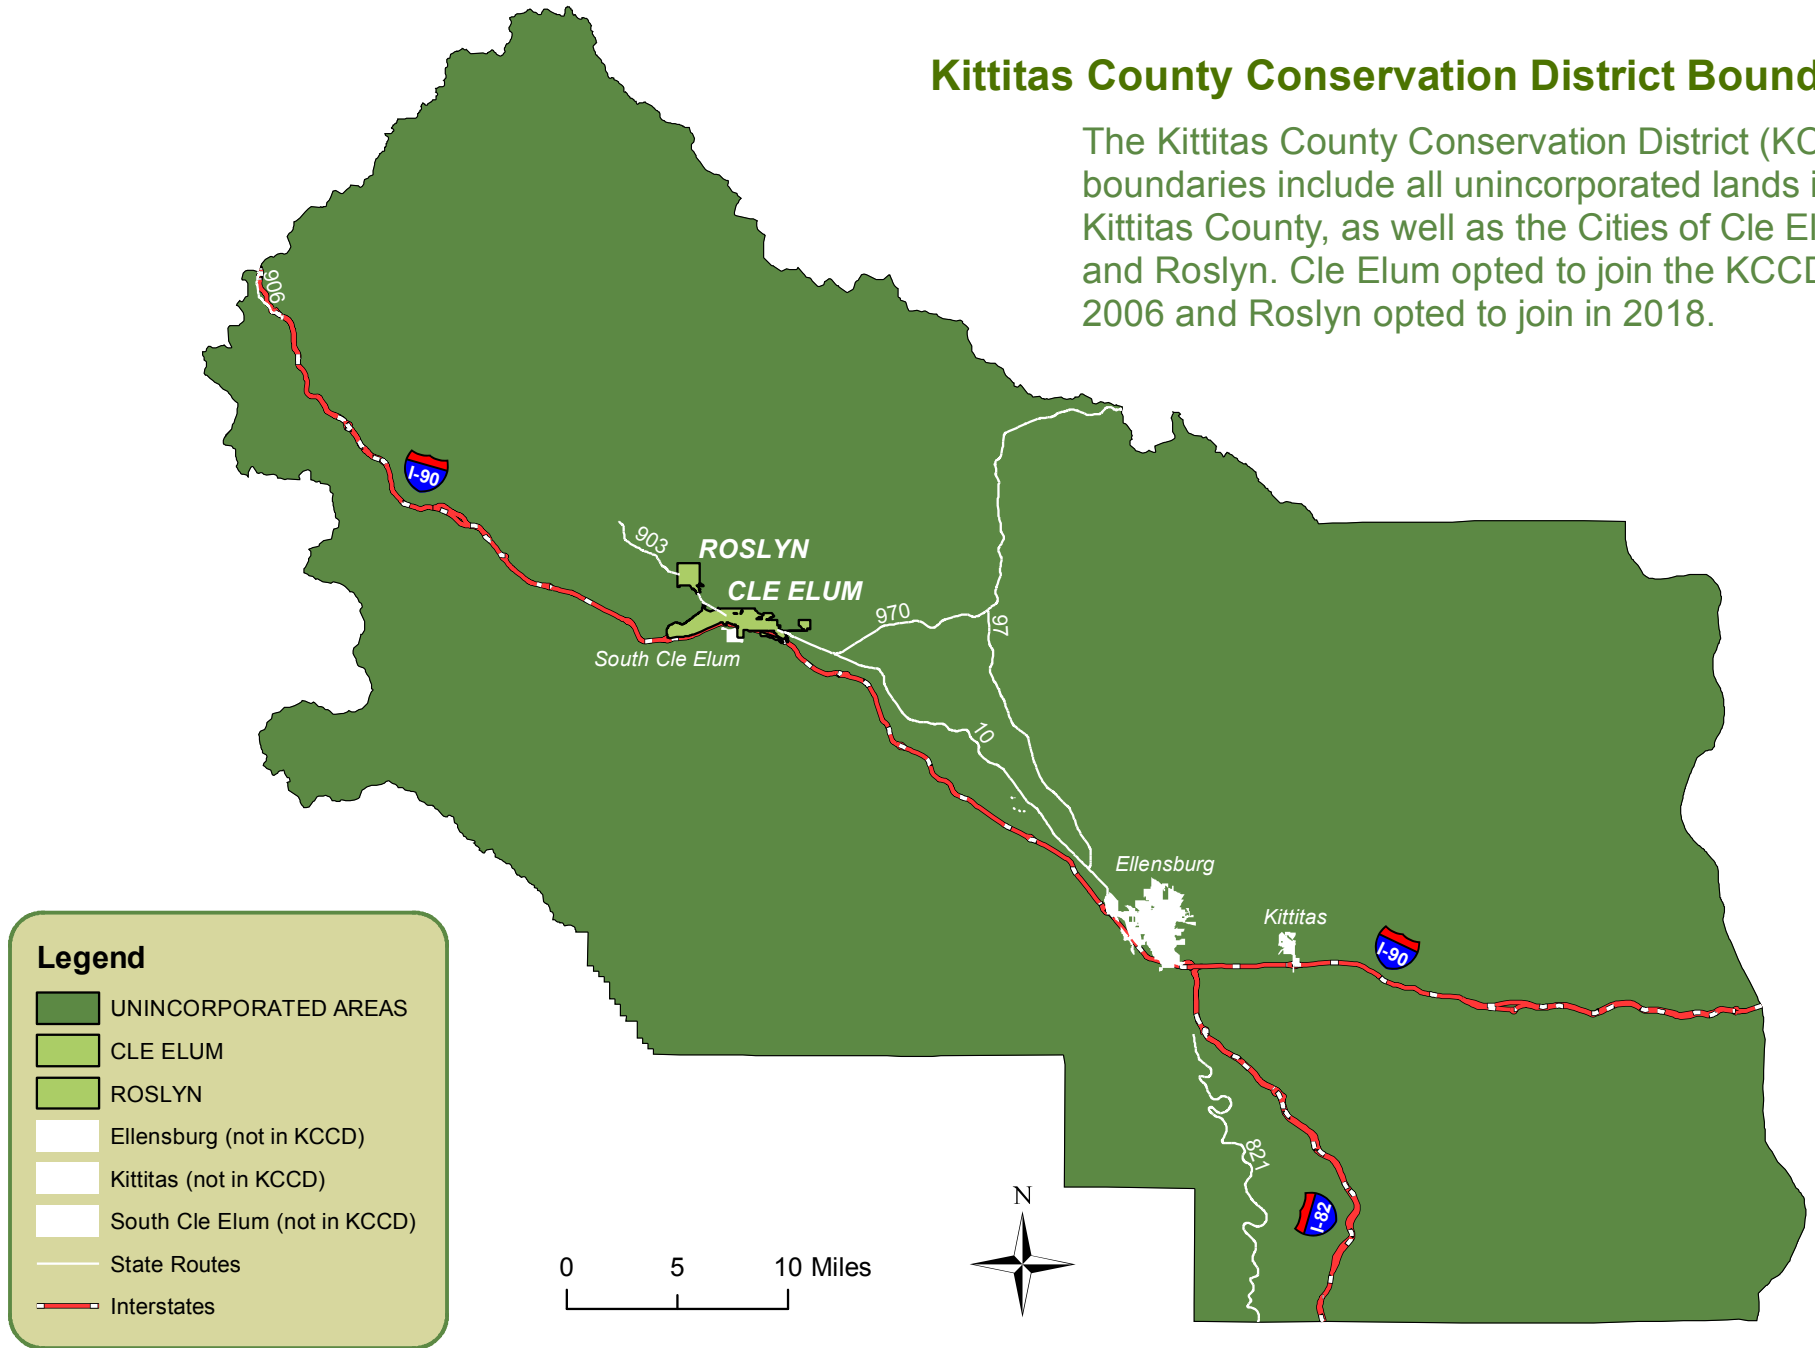 Kittitas County Conservation District Bound
The Kittitas County Conservation District (KC
boundaries include all unincorporated lands i
Kittitas County, as well as the Cities of Cle El
and Roslyn. Cle Elum opted to join the KCCD
2006 and Roslyn opted to join in 2018.
906
I-90
903
ROSLYN
CLE ELUM
970
97
South Cle Elum
10
Ellensburg
Kittitas
I-90
821
I-82
Legend
UNINCORPORATED AREAS
CLE ELUM
ROSLYN
Ellensburg (not in KCCD)
Kittitas (not in KCCD)
South Cle Elum (not in KCCD)
State Routes
Interstates
0 5 10 Miles
N